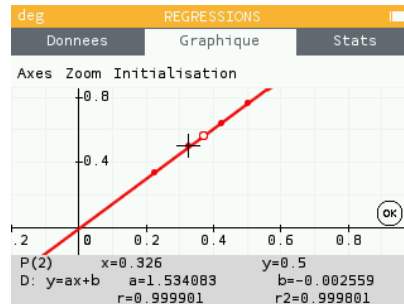 deg REGRESSIONS
Donnees Graphique Stats
Axes Zoom Initialisation
0.8
0.4
OK
.2 0 0.2 0.4 0.6 0.8
P(2) x=0.326 y=0.5
D: y=ax+b a=1.534083 b=-0.002559
r=0.999901 r2=0.999801